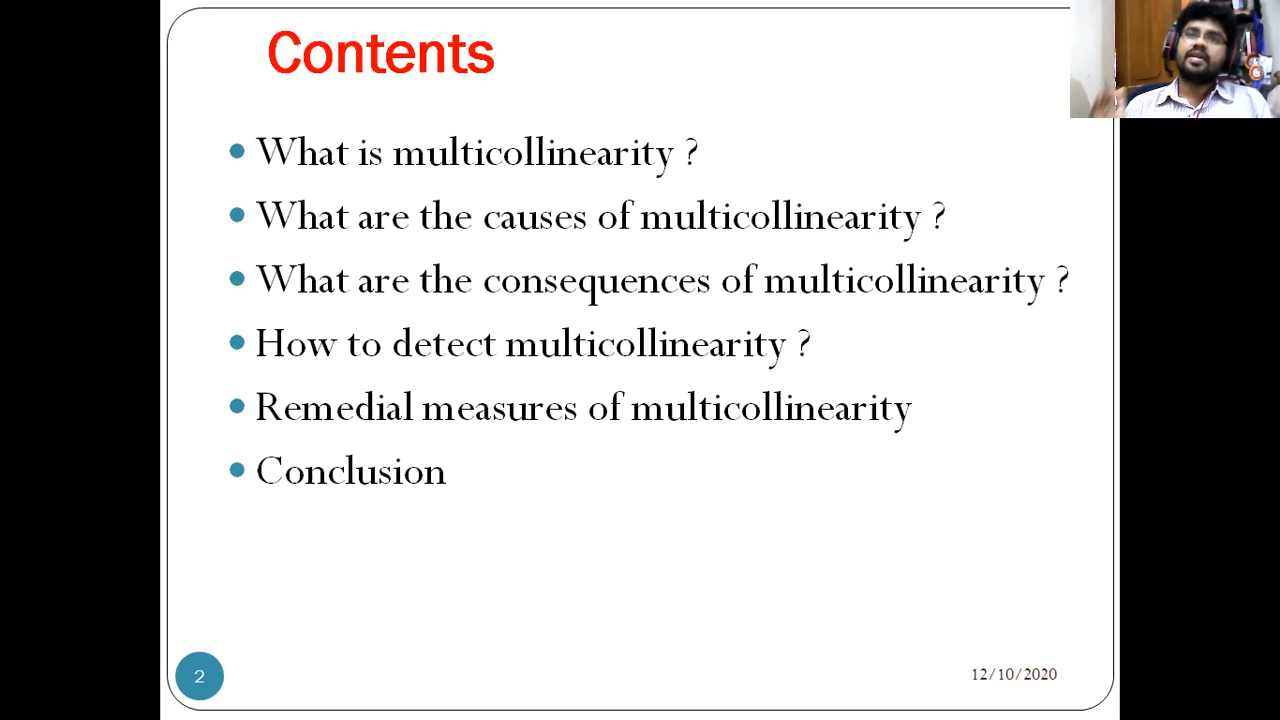 Contents
What is multicollinearity ?
What are the causes of multicollinearity ?
What are the consequences of multicollinearity ?
How to detect multicollinearity ?
Remedial measures of multicollinearity
Conclusion
2
12/10/2020